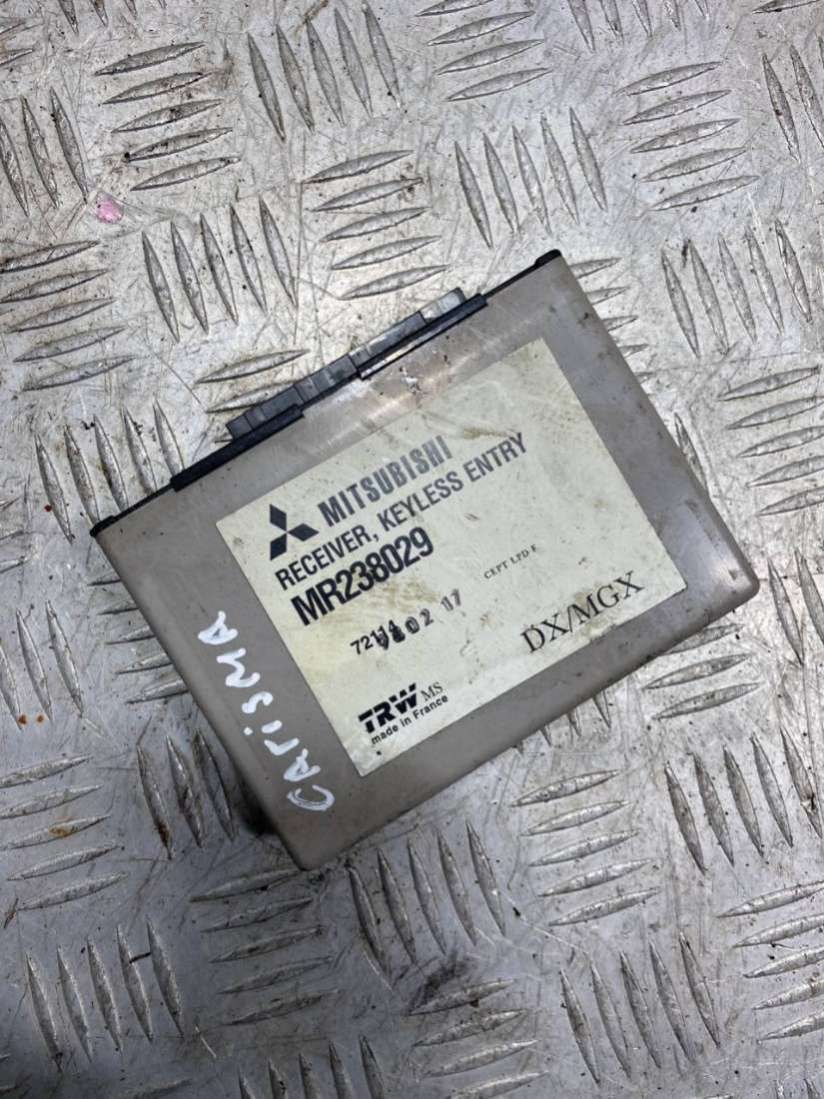 MITSUBISHI
RECEIVER, KEYLESS ENTRY
MR238029
CEPT LPD F
DX/MGX
TRW MS
made in France
CARISMA